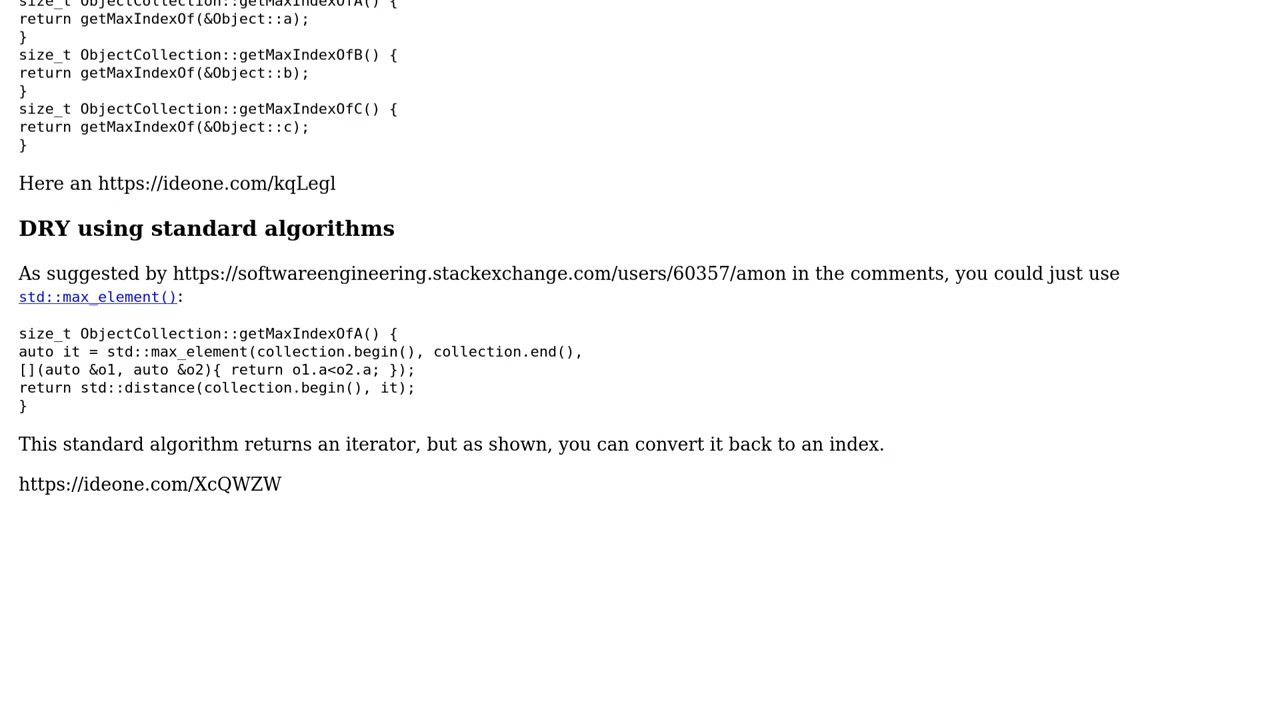 size_t ObjectCollection::getMaxIndexOfA() {
return getMaxIndexOf(&Object::a);
}
size_t ObjectCollection::getMaxIndexOfB() {
return getMaxIndexOf(&Object::b);
}
size_t ObjectCollection::getMaxIndexOfC() {
return getMaxIndexOf(&Object::c);
}
Here an https://ideone.com/kqLegl
DRY using standard algorithms
As suggested by https://softwareengineering.stackexchange.com/users/60357/amon in the comments, you could just use
std::max_element():
size_t ObjectCollection::getMaxIndexOfA() {
auto it = std::max_element(collection.begin(), collection.end(),
[](auto &o1, auto &o2){ return o1.a<o2.a; });
return std::distance(collection.begin(), it);
}
This standard algorithm returns an iterator, but as shown, you can convert it back to an index.
https://ideone.com/XcQWZW